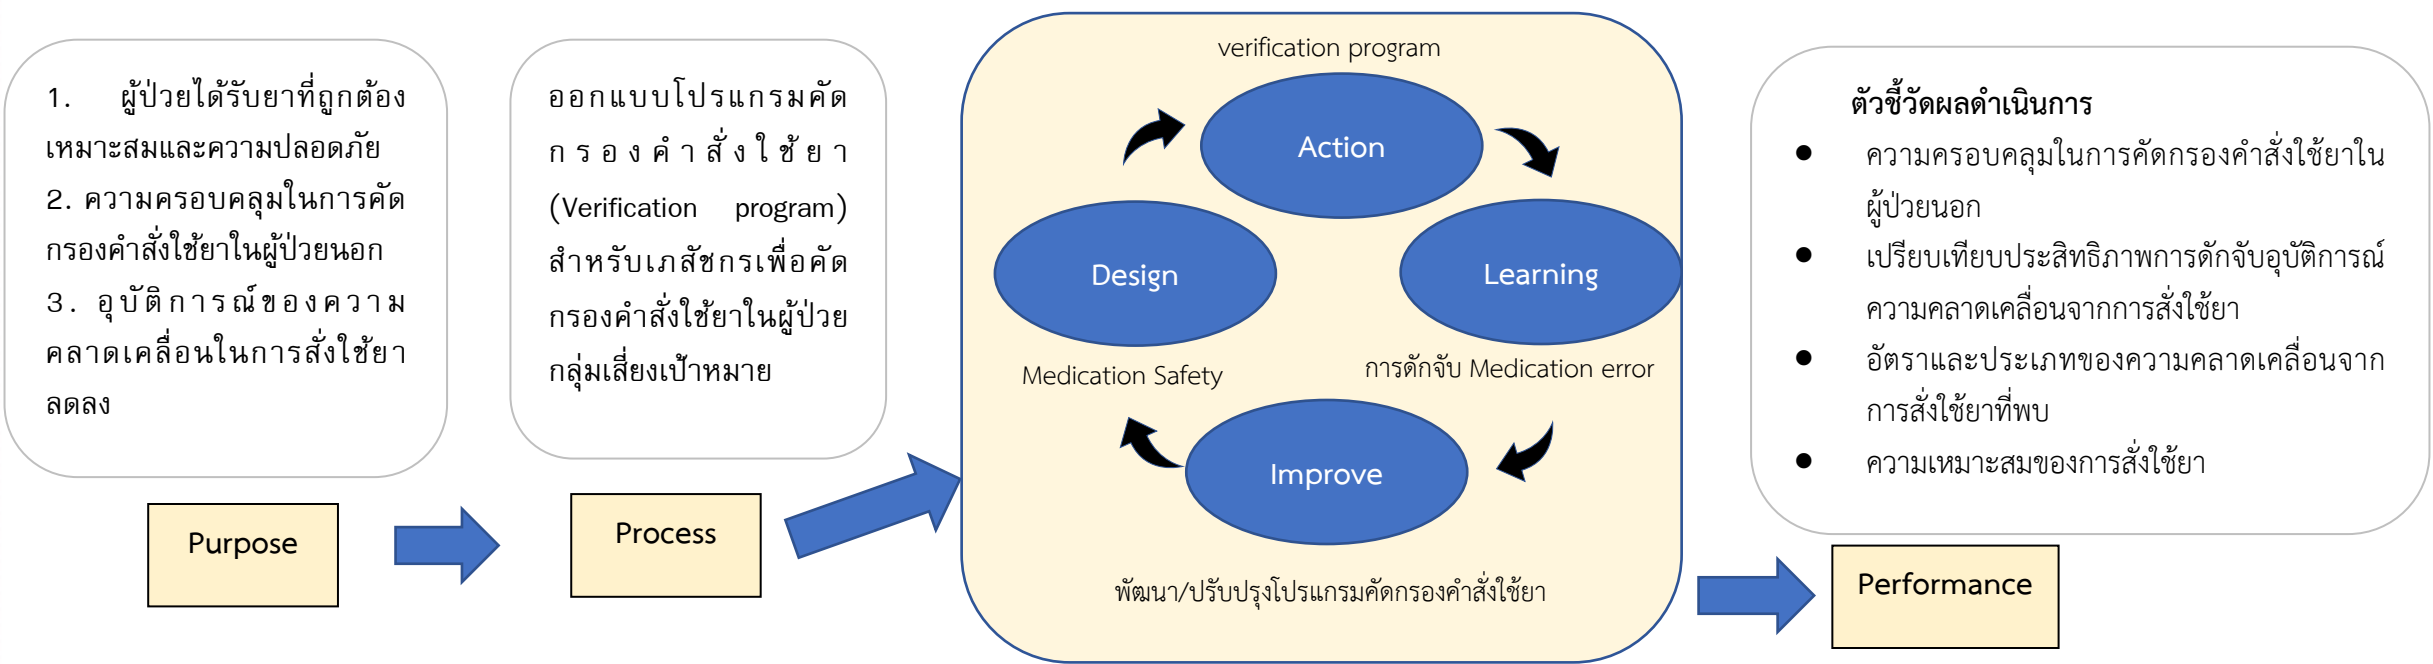 1. ผู้ป่วยได้รับยาที่ถูกต้อง
เหมาะสมและความปลอดภัย
2. ความครอบคลุมในการคัด
กรองคำสั่งใช้ยาในผู้ป่วยนอก
3. อุบัติการณ์ของความ
คลาดเคลื่อนในการสั่งใช้ยา
ลดลง
Purpose
ออกแบบโปรแกรมคัด
กรองคำสั่งใช้ยา
(Verification program)
สำหรับเภสัชกรเพื่อคัด
กรองคำสั่งใช้ยาในผู้ป่วย
กลุ่มเสี่ยงเป้าหมาย
Process
verification program
Action
Design
Learning
Medication Safety
การดักจับ Medication error
Improve
พัฒนา/ปรับปรุงโปรแกรมคัดกรองคำสั่งใช้ยา
ตัวชี้วัดผลดำเนินการ
● ความครอบคลุมในการคัดกรองคำสั่งใช้ยาใน
ผู้ป่วยนอก
● เปรียบเทียบประสิทธิภาพการดักจับอุบัติการณ์
ความคลาดเคลื่อนจากการสั่งใช้ยา
● อัตราและประเภทของความคลาดเคลื่อนจาก
การสั่งใช้ยาที่พบ
● ความเหมาะสมของการสั่งใช้ยา
Performance